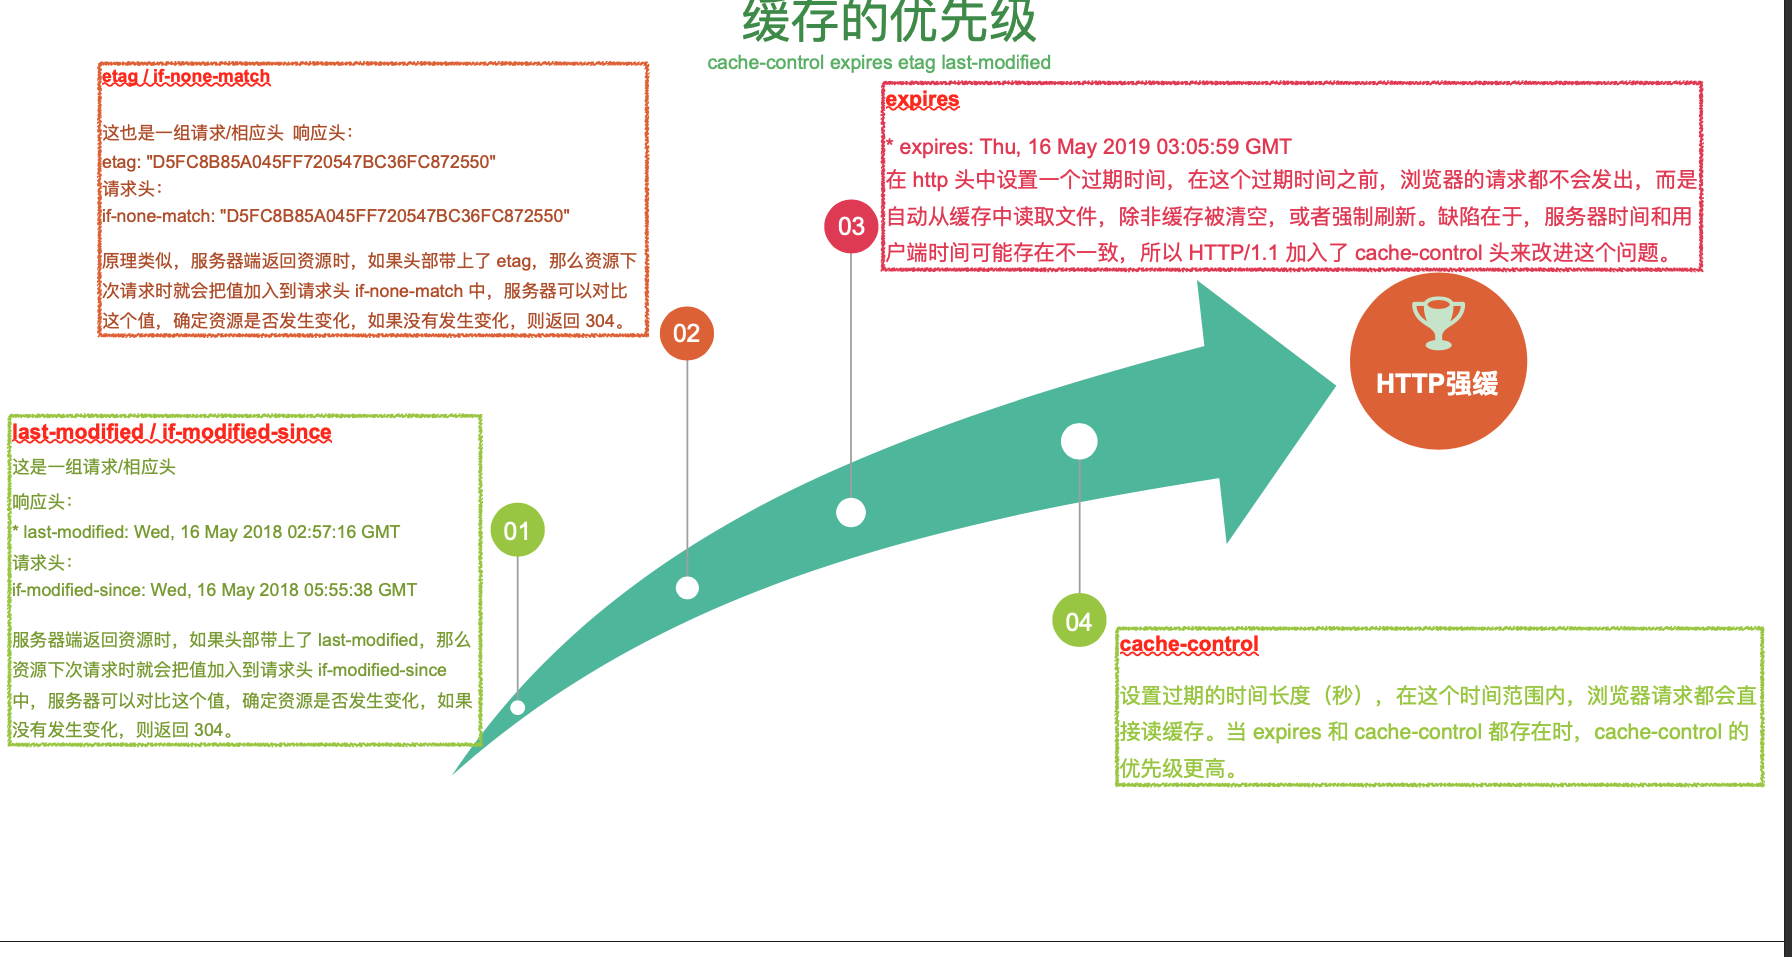 缓存的优先级
cache-control expires etag last-modified
etag / if-none-match
这也是一组请求/相应头 响应头：
etag: "D5FC8B85A045FF720547BC36FC872550"
请求头：
if-none-match: "D5FC8B85A045FF720547BC36FC872550"
原理类似，服务器端返回资源时，如果头部带上了 etag，那么资源下
次请求时就会把值加入到请求头 if-none-match 中，服务器可以对比
这个值，确定资源是否发生变化，如果没有发生变化，则返回 304。
expires
* expires: Thu, 16 May 2019 03:05:59 GMT
在 http 头中设置一个过期时间，在这个过期时间之前，浏览器的请求都不会发出，而是
自动从缓存中读取文件，除非缓存被清空，或者强制刷新。缺陷在于，服务器时间和用
户端时间可能存在不一致，所以 HTTP/1.1 加入了 cache-control 头来改进这个问题。
03
02
HTTP强缓
last-modified / if-modified-since
这是一组请求/相应头
响应头：
* last-modified: Wed, 16 May 2018 02:57:16 GMT
请求头：
if-modified-since: Wed, 16 May 2018 05:55:38 GMT
服务器端返回资源时，如果头部带上了 last-modified，那么
资源下次请求时就会把值加入到请求头 if-modified-since
中，服务器可以对比这个值，确定资源是否发生变化，如果
没有发生变化，则返回 304。
01
04
cache-control
设置过期的时间长度（秒），在这个时间范围内，浏览器请求都会直
接读缓存。当 expires 和 cache-control 都存在时，cache-control 的
优先级更高。